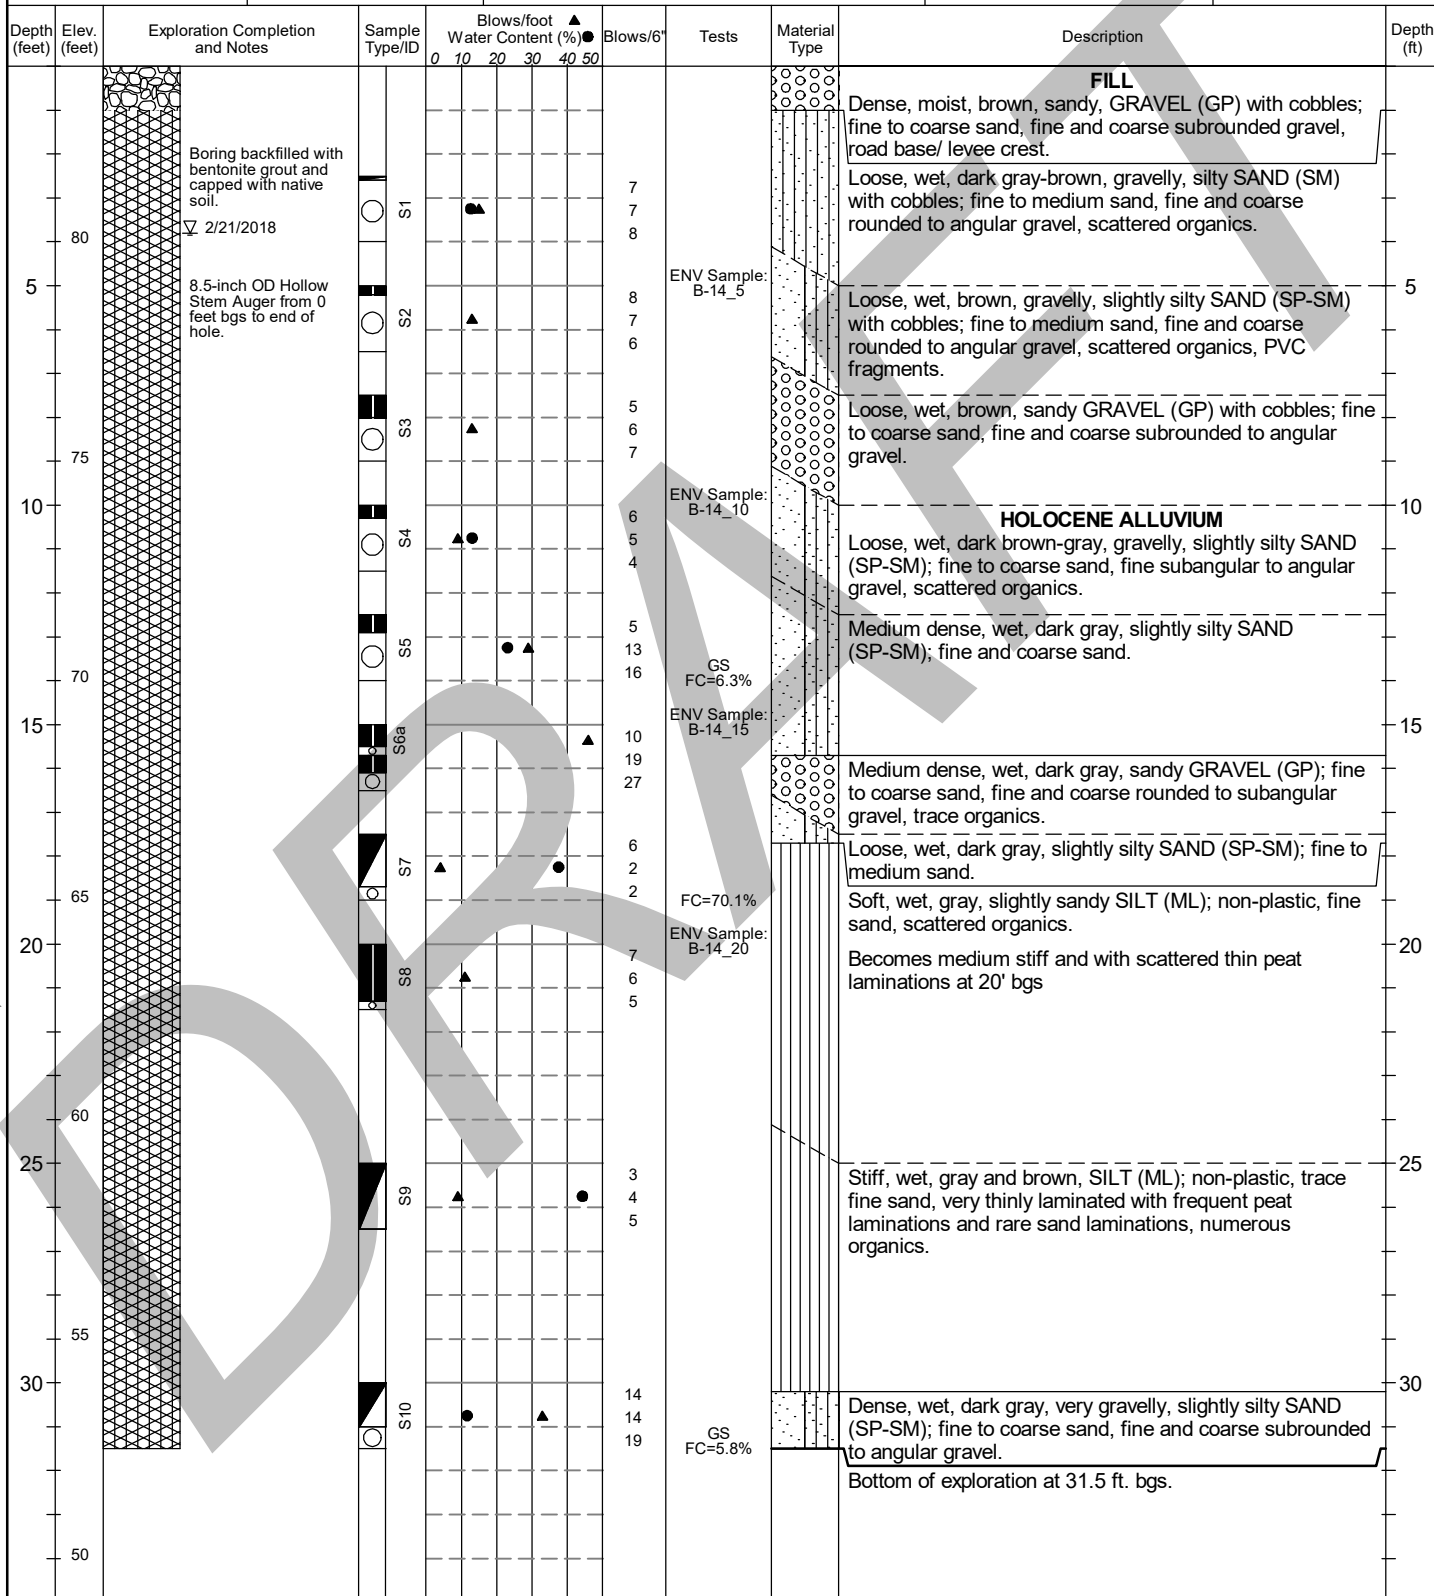 Depth (feet)
Elev. (feet)
Exploration Completion and Notes
Sample Type/ID
Blows/foot ▲
Water Content (%) ●
0 10 20 30 40 50
Blows/6"
Tests
Material Type
Description
Depth (ft)
FILL
Dense, moist, brown, sandy, GRAVEL (GP) with cobbles;
fine to coarse sand, fine and coarse subrounded gravel,
road base/ levee crest.
Boring backfilled with
bentonite grout and
capped with native
soil.
2/21/2018
80
S1
7
7
8
Loose, wet, dark gray-brown, gravelly, silty SAND (SM)
with cobbles; fine to medium sand, fine and coarse
rounded to angular gravel, scattered organics.
5
8.5-inch OD Hollow
Stem Auger from 0
feet bgs to end of
hole.
S2
8
7
6
ENV Sample:
B-14_5
5
Loose, wet, brown, gravelly, slightly silty SAND (SP-SM)
with cobbles; fine to medium sand, fine and coarse
rounded to angular gravel, scattered organics, PVC
fragments.
75
S3
5
6
7
Loose, wet, brown, sandy GRAVEL (GP) with cobbles; fine
to coarse sand, fine and coarse subrounded to angular
gravel.
10
S4
6
5
4
ENV Sample:
B-14_10
10
HOLOCENE ALLUVIUM
Loose, wet, dark brown-gray, gravelly, slightly silty SAND
(SP-SM); fine to coarse sand, fine subangular to angular
gravel, scattered organics.
70
S5
5
13
16
GS
FC=6.3%
Medium dense, wet, dark gray, slightly silty SAND
(SP-SM); fine and coarse sand.
15
S6a
10
19
27
ENV Sample:
B-14_15
15
Medium dense, wet, dark gray, sandy GRAVEL (GP); fine
to coarse sand, fine and coarse rounded to subangular
gravel, trace organics.
65
S7
6
2
2
FC=70.1%
Loose, wet, dark gray, slightly silty SAND (SP-SM); fine to
medium sand.
Soft, wet, gray, slightly sandy SILT (ML); non-plastic, fine
sand, scattered organics.
20
S8
7
6
5
ENV Sample:
B-14_20
20
Becomes medium stiff and with scattered thin peat
laminations at 20' bgs
60
25
S9
3
4
5
25
Stiff, wet, gray and brown, SILT (ML); non-plastic, trace
fine sand, very thinly laminated with frequent peat
laminations and rare sand laminations, numerous
organics.
55
30
S10
14
14
19
GS
FC=5.8%
30
Dense, wet, dark gray, very gravelly, slightly silty SAND
(SP-SM); fine to coarse sand, fine and coarse subrounded
to angular gravel.
Bottom of exploration at 31.5 ft. bgs.
50
DRAFT